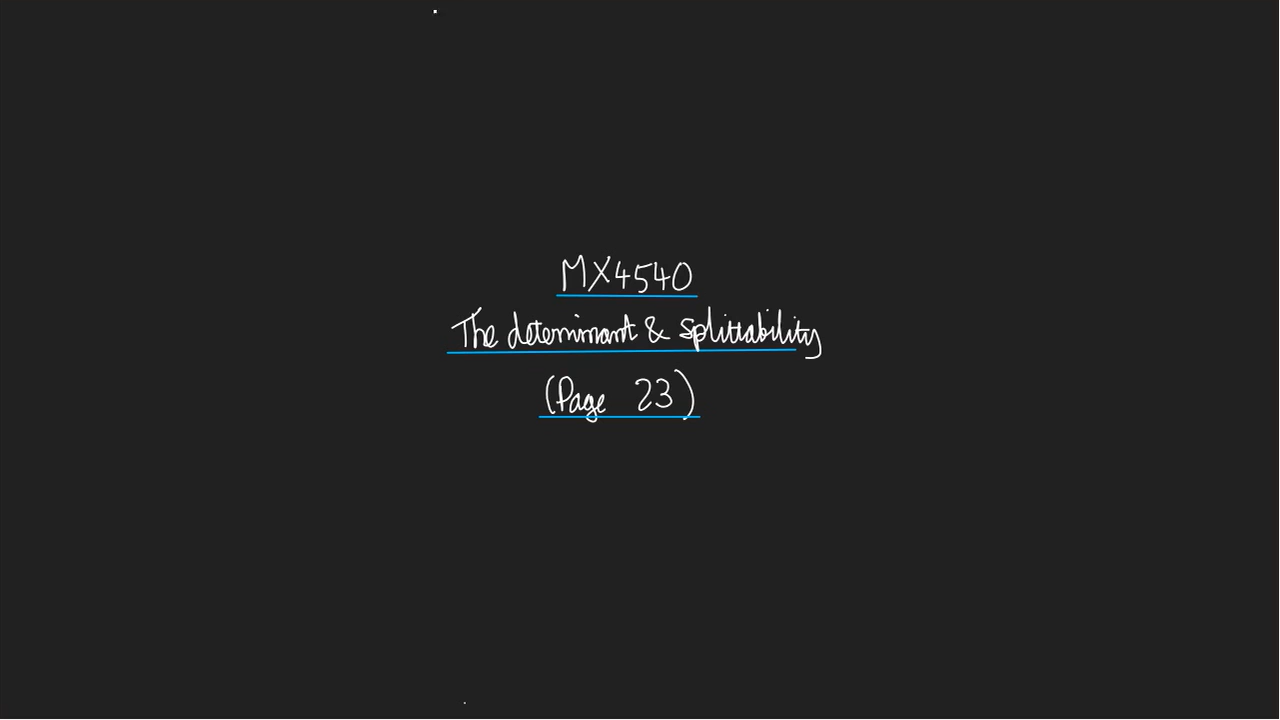 MX4540
The determinant & splittability
(Page 23)